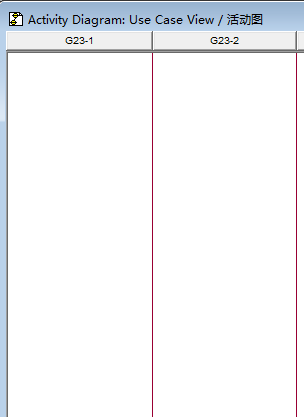 Activity Diagram: Use Case View / 活动图
G23-1 G23-2